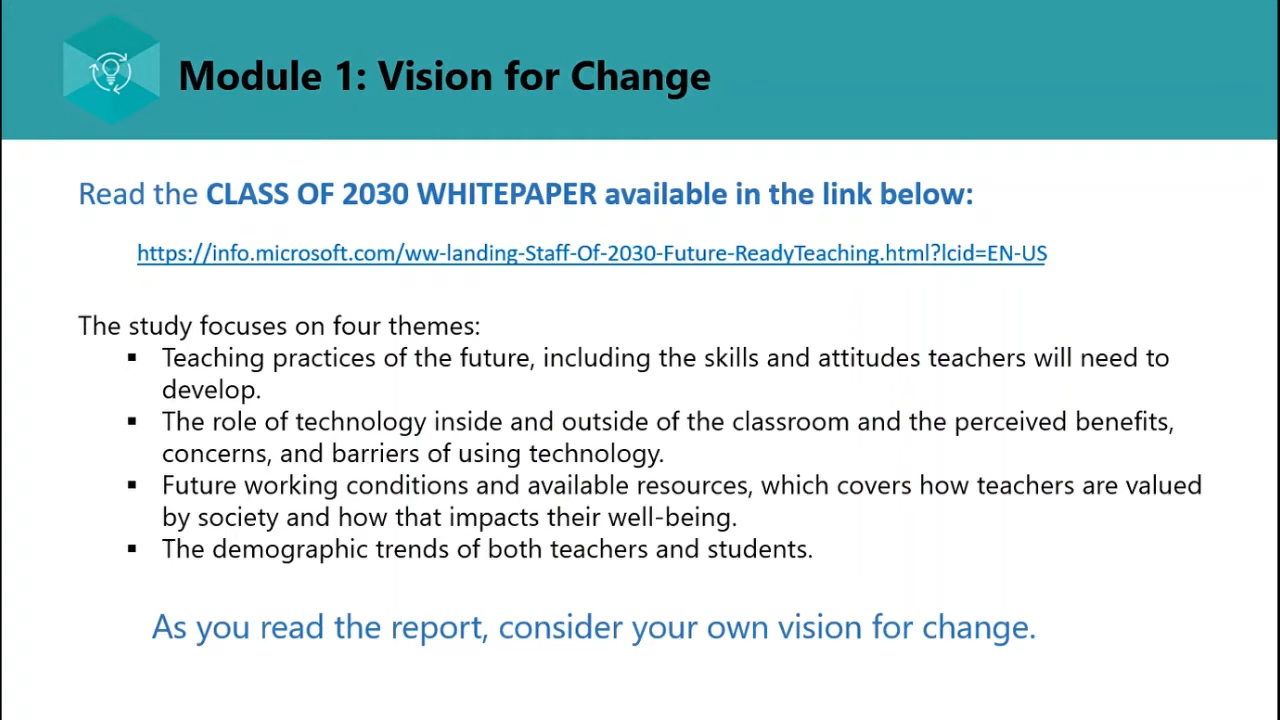 Module 1: Vision for Change
Read the CLASS OF 2030 WHITEPAPER available in the link below:
https://info.microsoft.com/ww-landing-Staff-Of-2030-Future-ReadyTeaching.html?lcid=EN-US
The study focuses on four themes:
▪ Teaching practices of the future, including the skills and attitudes teachers will need to
develop.
▪ The role of technology inside and outside of the classroom and the perceived benefits,
concerns, and barriers of using technology.
▪ Future working conditions and available resources, which covers how teachers are valued
by society and how that impacts their well-being.
▪ The demographic trends of both teachers and students.
As you read the report, consider your own vision for change.